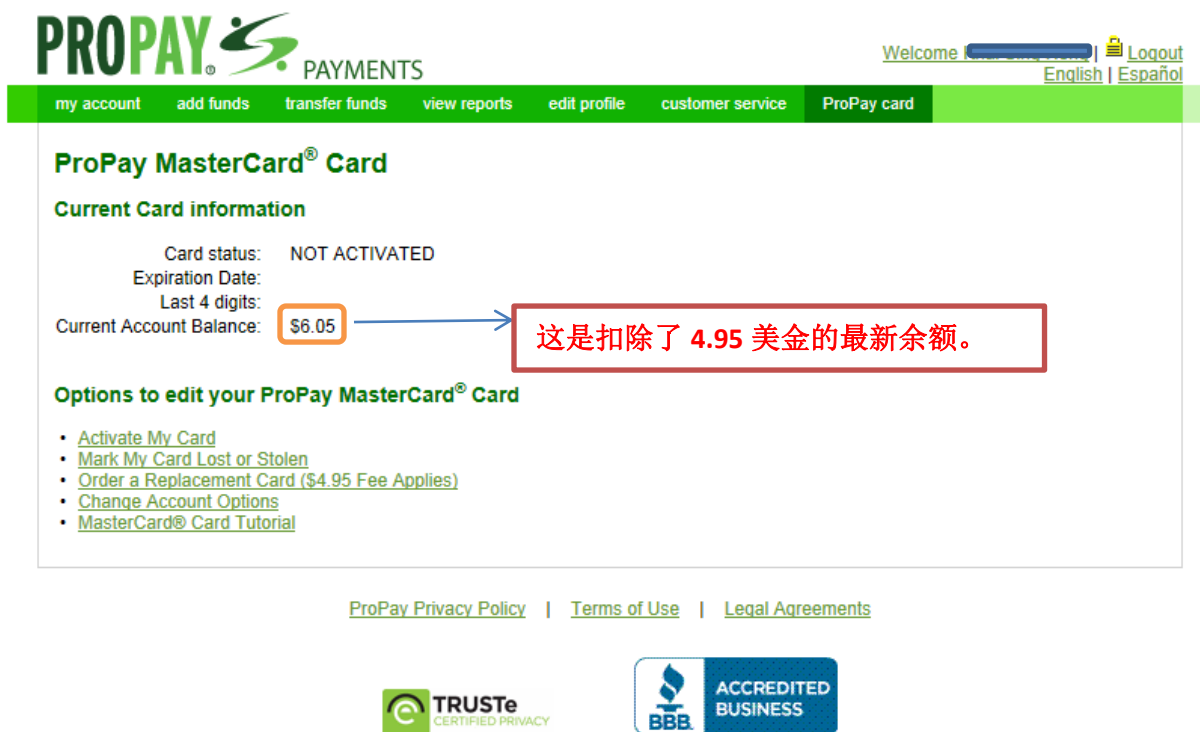 PROPAY® PAYMENTS
Welcome | Logout
English | Español
my account add funds transfer funds view reports edit profile customer service ProPay card
ProPay MasterCard® Card
Current Card information
Card status: NOT ACTIVATED
Expiration Date:
Last 4 digits:
Current Account Balance: $6.05
这是扣除了 4.95 美金的最新余额。
Options to edit your ProPay MasterCard® Card
• Activate My Card
• Mark My Card Lost or Stolen
• Order a Replacement Card ($4.95 Fee Applies)
• Change Account Options
• MasterCard® Card Tutorial
ProPay Privacy Policy | Terms of Use | Legal Agreements
TRUSTe
CERTIFIED PRIVACY
BBB.
ACCREDITED
BUSINESS